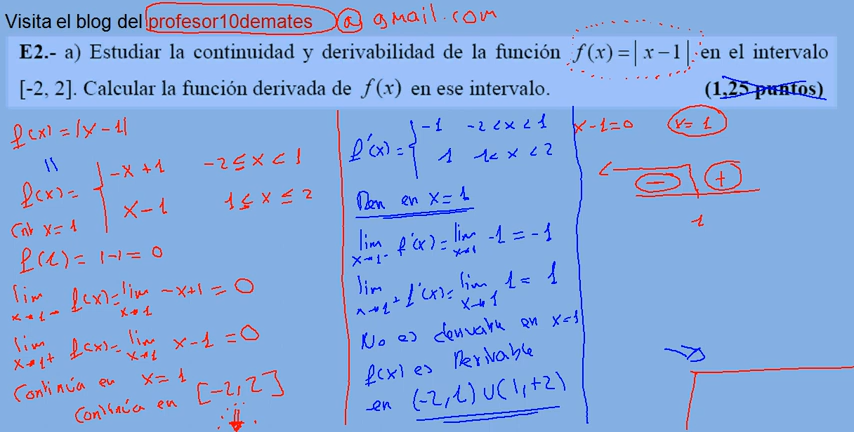 Visita el blog del profesor10demates @ gmail.com
E2.- a) Estudiar la continuidad y derivabilidad de la función f(x)=|x−1| en el intervalo
[-2, 2]. Calcular la función derivada de f(x) en ese intervalo. (1,25 puntos)
f(x) = |x-1|
f(x) = { -x+1 -2 ≤ x < 1
x-1 1 ≤ x ≤ 2
Cnt x=1
f(1) = 1-1 = 0
lim x→1- f(x) = lim x→1 -x+1 = 0
lim x→1+ f(x) = lim x→1 x-1 = 0
Continúa en x=1
Continúa en [-2,2]
f'(x) = { -1 -2<x<1
1 1<x<2
Den en x=1
lim x→1- f'(x) = lim x→1 -1 = -1
lim x→1+ f'(x) = lim x→1 1 = 1
No es derivable en x=1
f(x) es Derivable
en (-2,1) U (1,+2)
x-1=0 x=1
- +
1